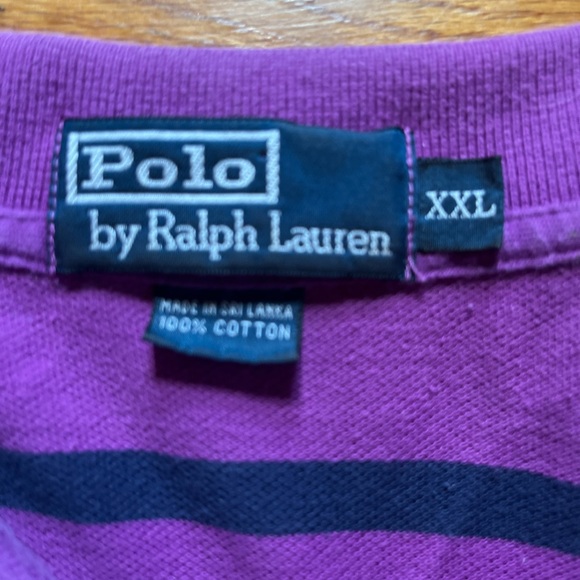 Polo
by Ralph Lauren
XXL
MADE IN SRI LANKA
100% COTTON